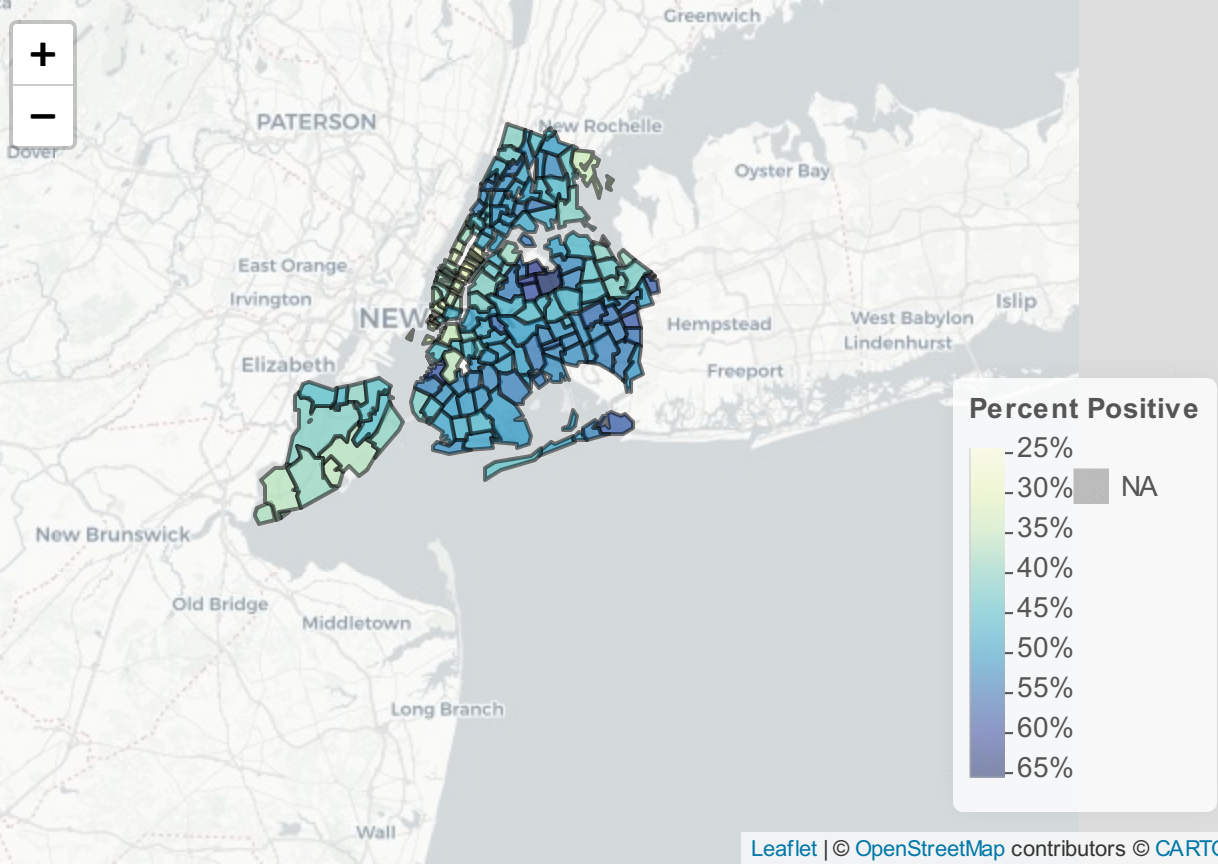 +
−
Greenwich
PATERSON
New Rochelle
Dover
Oyster Bay
East Orange
Irvington
NEW
Islip
Hempstead
West Babylon
Lindenhurst
Elizabeth
Freeport
Percent Positive
25%
30%
NA
35%
40%
45%
50%
55%
60%
65%
New Brunswick
Old Bridge
Middletown
Long Branch
Wall
Leaflet | © OpenStreetMap contributors © CARTO